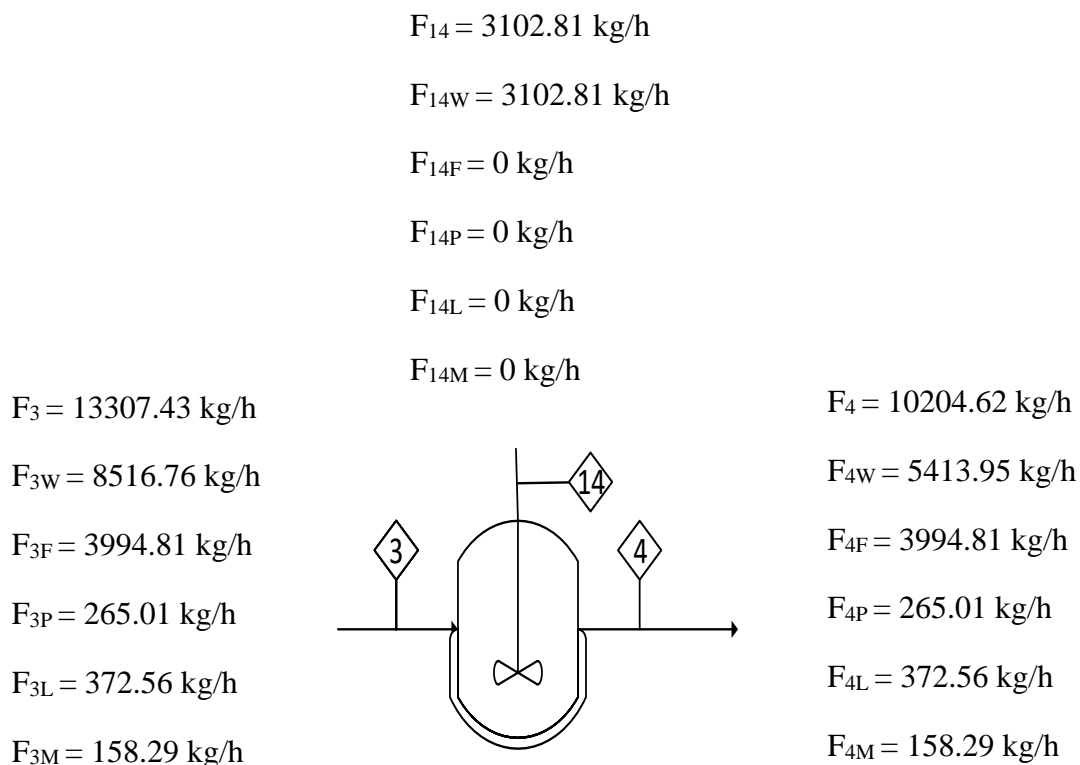 F14 = 3102.81 kg/h
F14W = 3102.81 kg/h
F14F = 0 kg/h
F14P = 0 kg/h
F14L = 0 kg/h
F14M = 0 kg/h
F3 = 13307.43 kg/h
F3W = 8516.76 kg/h
F3F = 3994.81 kg/h
F3P = 265.01 kg/h
F3L = 372.56 kg/h
F3M = 158.29 kg/h
14
3
4
F4 = 10204.62 kg/h
F4W = 5413.95 kg/h
F4F = 3994.81 kg/h
F4P = 265.01 kg/h
F4L = 372.56 kg/h
F4M = 158.29 kg/h